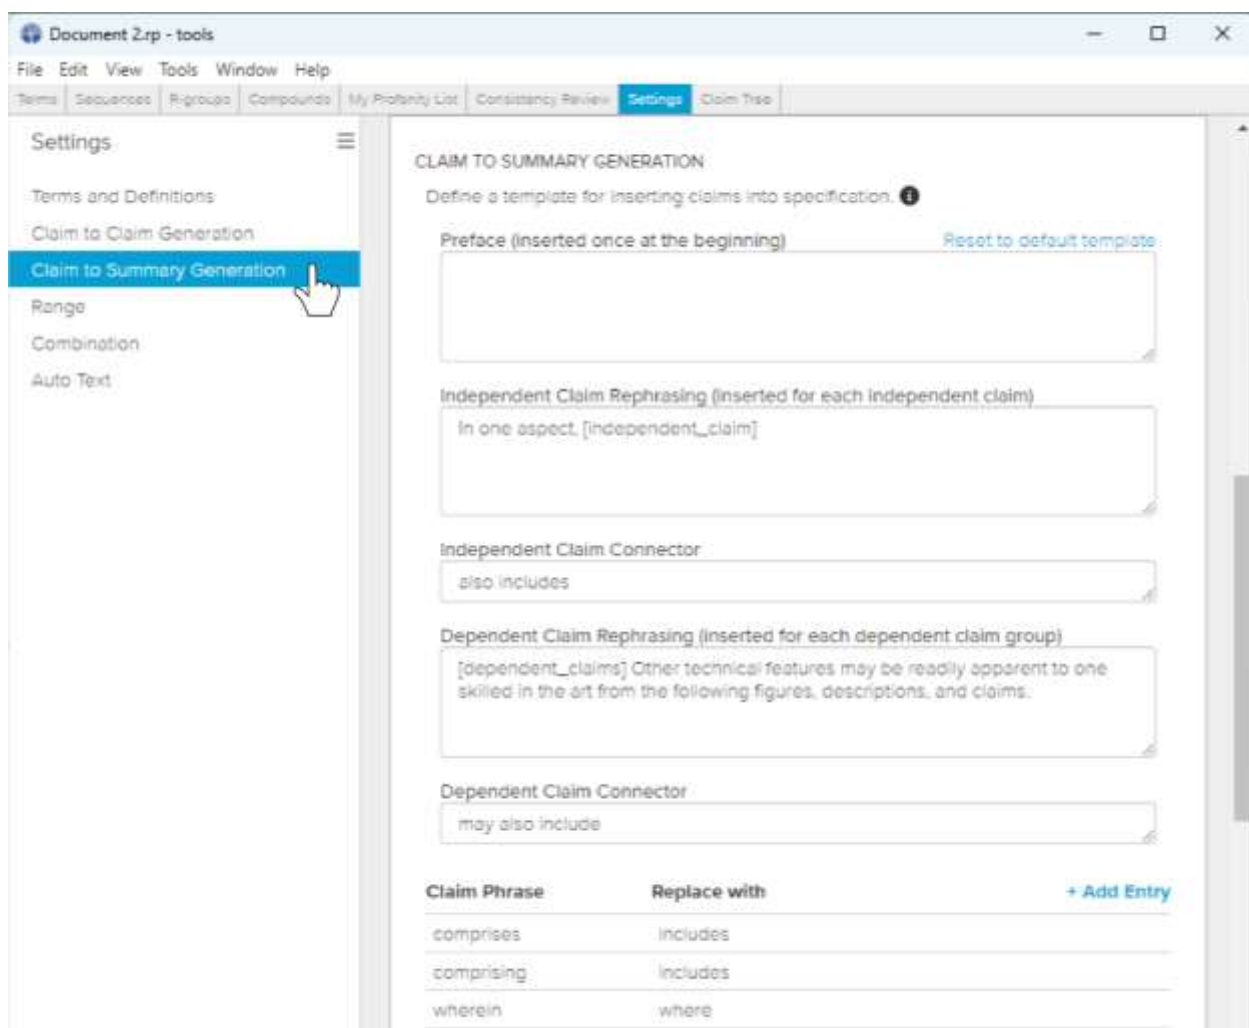 Document 2.rp - tools
File Edit View Tools Window Help
Terms Sequences R-groups Compounds My Profanity List Consistency Review Settings Claim Tree
Settings
Terms and Definitions
Claim to Claim Generation
Claim to Summary Generation
Range
Combination
Auto Text
CLAIM TO SUMMARY GENERATION
Define a template for inserting claims into specification.
Preface (inserted once at the beginning) Reset to default template
Independent Claim Rephrasing (inserted for each independent claim)
In one aspect, [independent_claim]
Independent Claim Connector
also includes
Dependent Claim Rephrasing (inserted for each dependent claim group)
[dependent_claims] Other technical features may be readily apparent to one
skilled in the art from the following figures, descriptions, and claims.
Dependent Claim Connector
may also include
Claim Phrase Replace with + Add Entry
comprises includes
comprising includes
wherein where